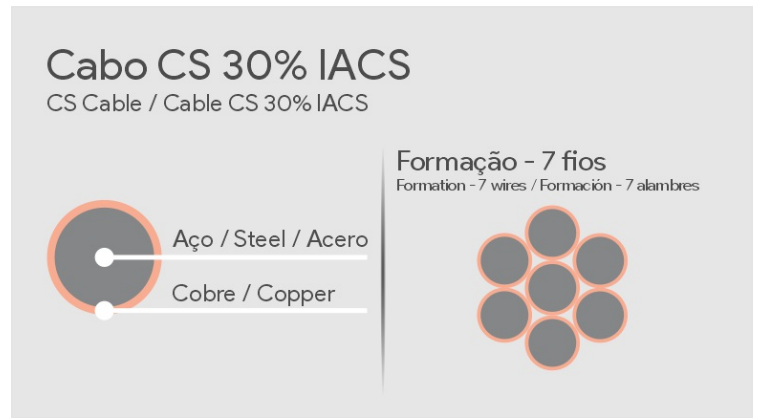 Cabo CS 30% IACS
CS Cable / Cable CS 30% IACS
Formação - 7 fios
Formation - 7 wires / Formación - 7 alambres
Aço / Steel / Acero
Cobre / Copper